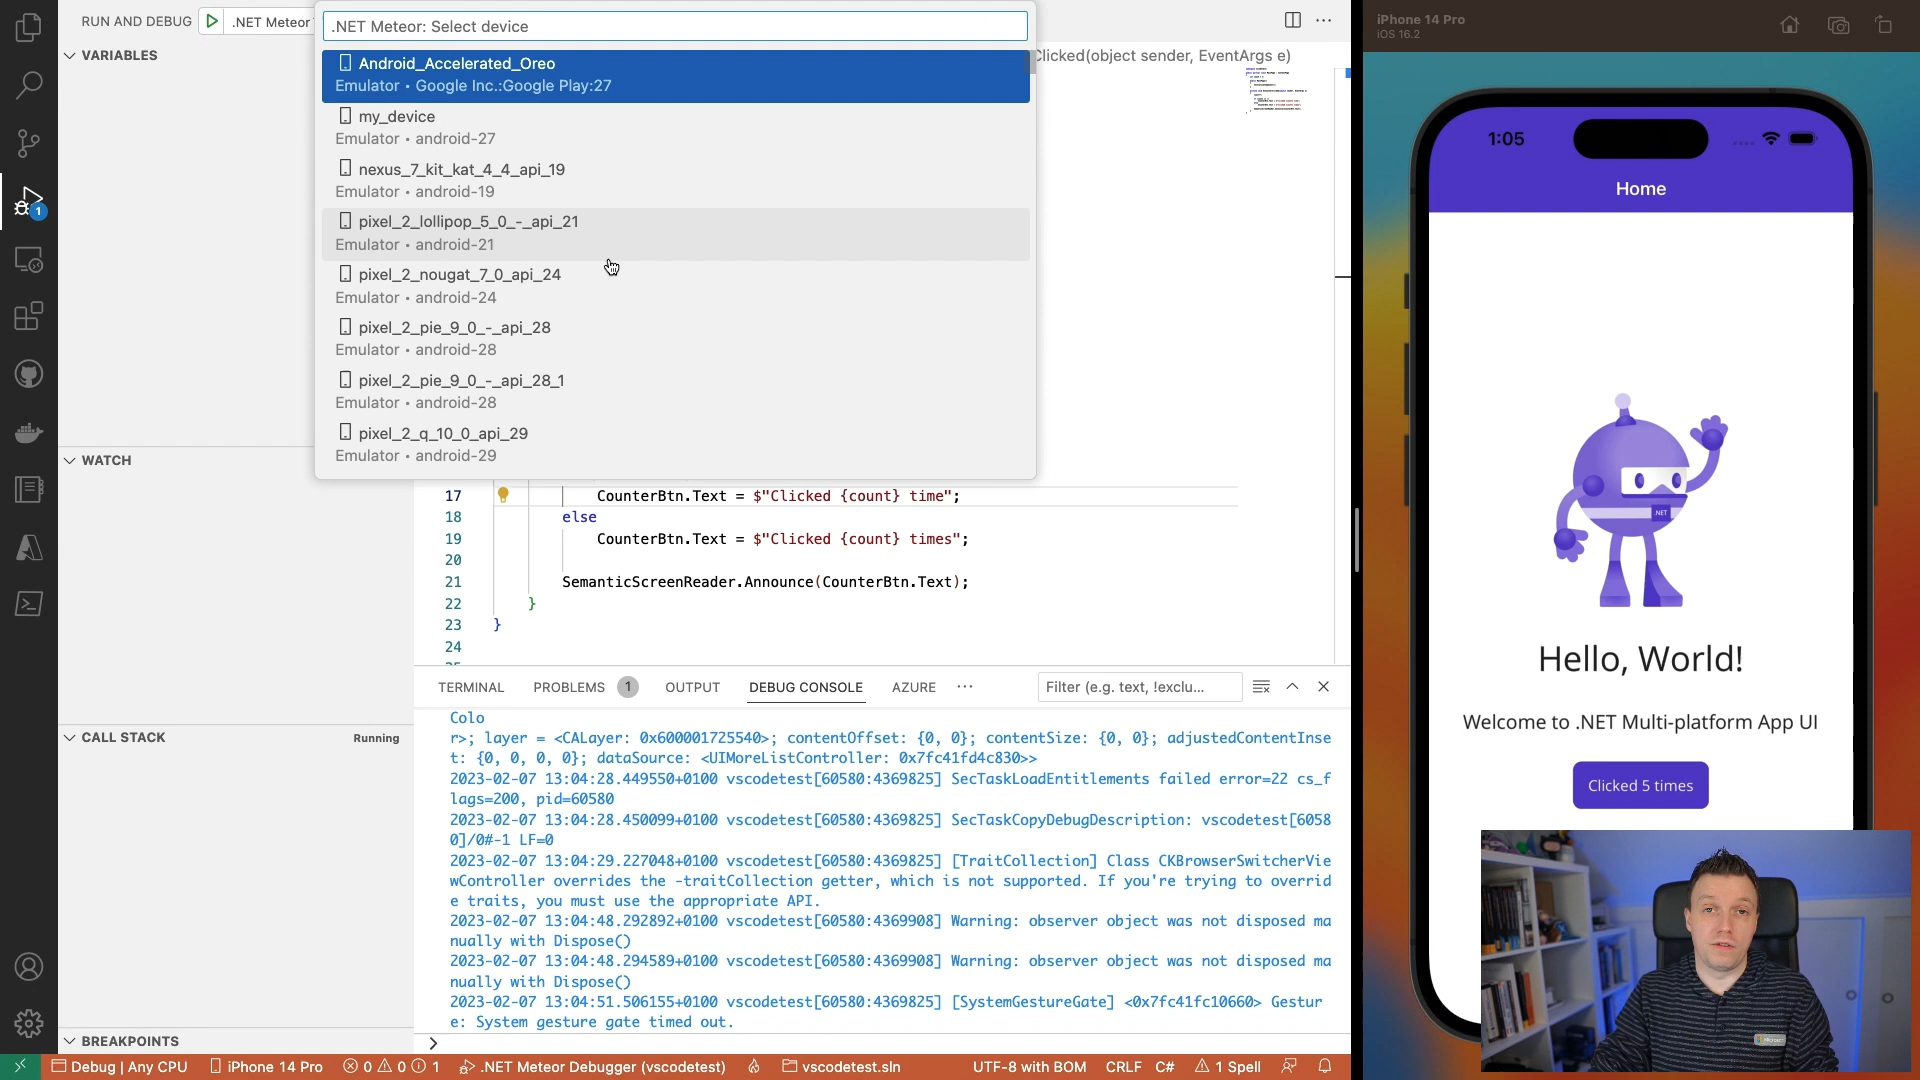 RUN AND DEBUG
.NET Meteor
.NET Meteor: Select device
VARIABLES
Android_Accelerated_Oreo
Emulator • Google Inc.:Google Play:27
my_device
Emulator • android-27
nexus_7_kit_kat_4_4_api_19
Emulator • android-19
pixel_2_lollipop_5_0_-_api_21
Emulator • android-21
pixel_2_nougat_7_0_api_24
Emulator • android-24
pixel_2_pie_9_0_-_api_28
Emulator • android-28
pixel_2_pie_9_0_-_api_28_1
Emulator • android-28
pixel_2_q_10_0_api_29
Emulator • android-29
Clicked(object sender, EventArgs e)
1
WATCH
17 CounterBtn.Text = $"Clicked {count} time";
18 else
19 CounterBtn.Text = $"Clicked {count} times";
20
21 SemanticScreenReader.Announce(CounterBtn.Text);
22 }
23 }
24
TERMINAL PROBLEMS 1 OUTPUT DEBUG CONSOLE AZURE ··· Filter (e.g. text, !exclu...
CALL STACK Running
Colo
r>; layer = <CALayer: 0x600001725540>; contentOffset: {0, 0}; contentSize: {0, 0}; adjustedContentInse
t: {0, 0, 0, 0}; dataSource: <UIMoreListController: 0x7fc41fd4c830>>
2023-02-07 13:04:28.449550+0100 vscodetest[60580:4369825] SecTaskLoadEntitlements failed error=22 cs_f
lags=200, pid=60580
2023-02-07 13:04:28.450099+0100 vscodetest[60580:4369825] SecTaskCopyDebugDescription: vscodetest[6058
0]/0#-1 LF=0
2023-02-07 13:04:29.227048+0100 vscodetest[60580:4369825] [TraitCollection] Class CKBrowserSwitcherVie
wController overrides the -traitCollection getter, which is not supported. If you're trying to overrid
e traits, you must use the appropriate API.
2023-02-07 13:04:48.292892+0100 vscodetest[60580:4369908] Warning: observer object was not disposed ma
nually with Dispose()
2023-02-07 13:04:48.294589+0100 vscodetest[60580:4369908] Warning: observer object was not disposed ma
nually with Dispose()
2023-02-07 13:04:51.506155+0100 vscodetest[60580:4369825] [SystemGestureGate] <0x7fc41fc10660> Gestur
e: System gesture gate timed out.
BREAKPOINTS
>
Debug | Any CPU iPhone 14 Pro 0 0 1 .NET Meteor Debugger (vscodetest) vscodetest.sln UTF-8 with BOM CRLF C# 1 Spell
iPhone 14 Pro
iOS 16.2
1:05
Home
.NET
Hello, World!
Welcome to .NET Multi-platform App UI
Clicked 5 times
Microsoft